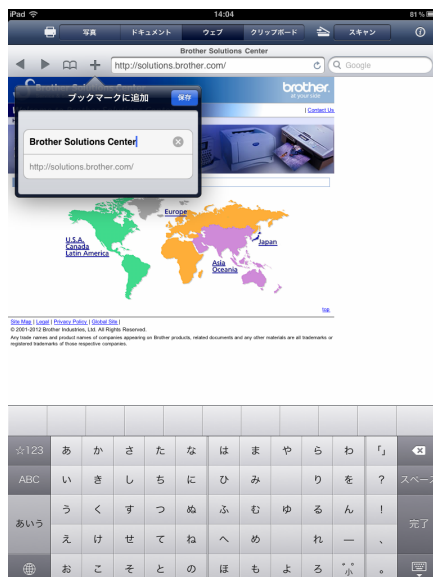 iPad 14:04 81 %
写真 ドキュメント ウェブ クリップボード スキャン
Brother Solutions Center
http://solutions.brother.com/ Google
ブックマークに追加 保存
brother.
at your side
Contact Us
Brother Solutions Center
http://solutions.brother.com/
Europe
U.S.A.
Canada
Latin America
Japan
Asia
Oceania
top
Site Map | Legal | Privacy Policy | Global Site |
© 2001-2012 Brother Industries, Ltd. All Rights Reserved.
Any trade names and product names of companies appearing on Brother products, related documents and any other materials are all trademarks or
registered trademarks of those respective companies.
☆123 あ か さ た な は ま や ら わ 「」
ABC い き し ち に ひ み り を ? スペース
あいう う く す つ ぬ ふ む ゆ る ん ! 完了
え け せ て ね へ め れ ー 、
お こ そ と の ほ も よ ろ ゛゜小 。